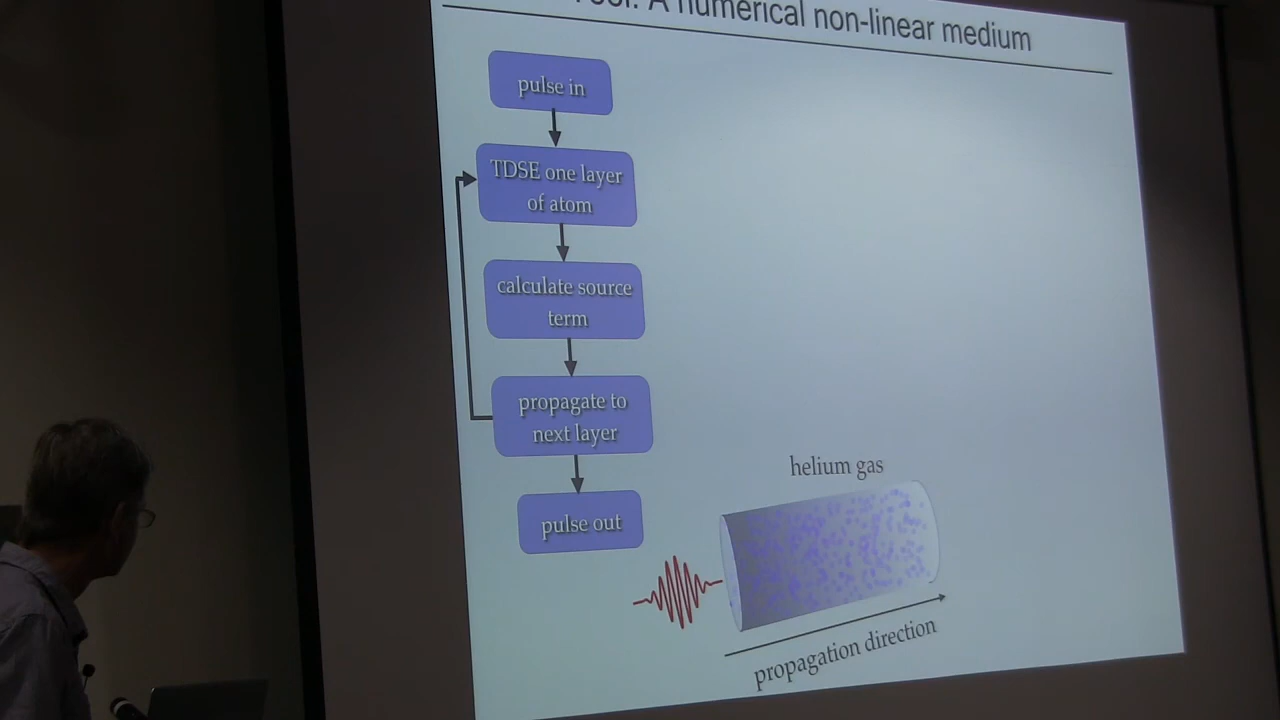 A numerical non-linear medium
pulse in
TDSE one layer
of atom
calculate source
term
propagate to
next layer
pulse out
helium gas
propagation direction